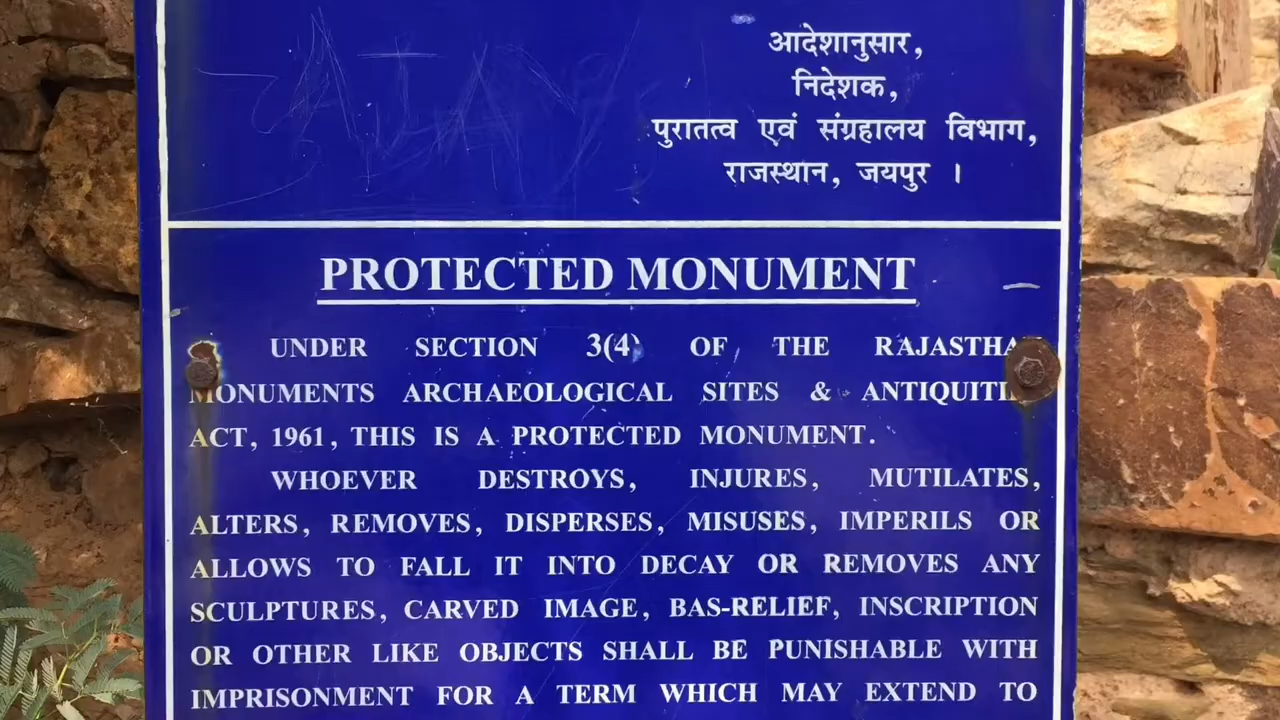 आदेशानुसार,
निदेशक,
पुरातत्व एवं संग्रहालय विभाग,
राजस्थान, जयपुर ।
PROTECTED MONUMENT
UNDER SECTION 3(4) OF THE
MONUMENTS ARCHAEOLOGICAL SITES &
ACT, 1961, THIS IS A PROTECTED MONUMENT.
WHOEVER DESTROYS, INJURES, MUTILATES,
ALTERS, REMOVES, DISPERSES, MISUSES, IMPERILS OR
ALLOWS TO FALL IT INTO DECAY OR REMOVES ANY
SCULPTURES, CARVED IMAGE, BAS-RELIEF, INSCRIPTION
OR OTHER LIKE OBJECTS SHALL BE PUNISHABLE WITH
IMPRISONMENT FOR A TERM WHICH MAY EXTEND TO